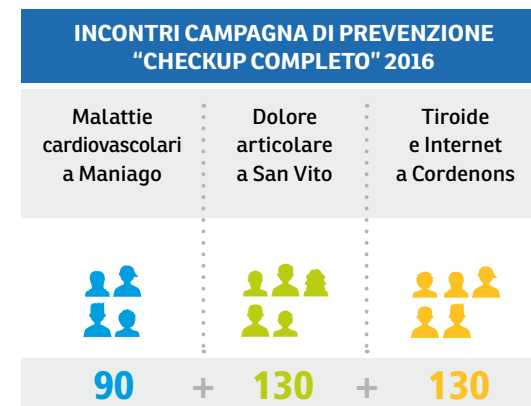 INCONTRI CAMPAGNA DI PREVENZIONE
“CHECKUP COMPLETO” 2016
Malattie
cardiovascolari
a Maniago
Dolore
articolare
a San Vito
Tiroide
e Internet
a Cordenons
90 + 130 + 130